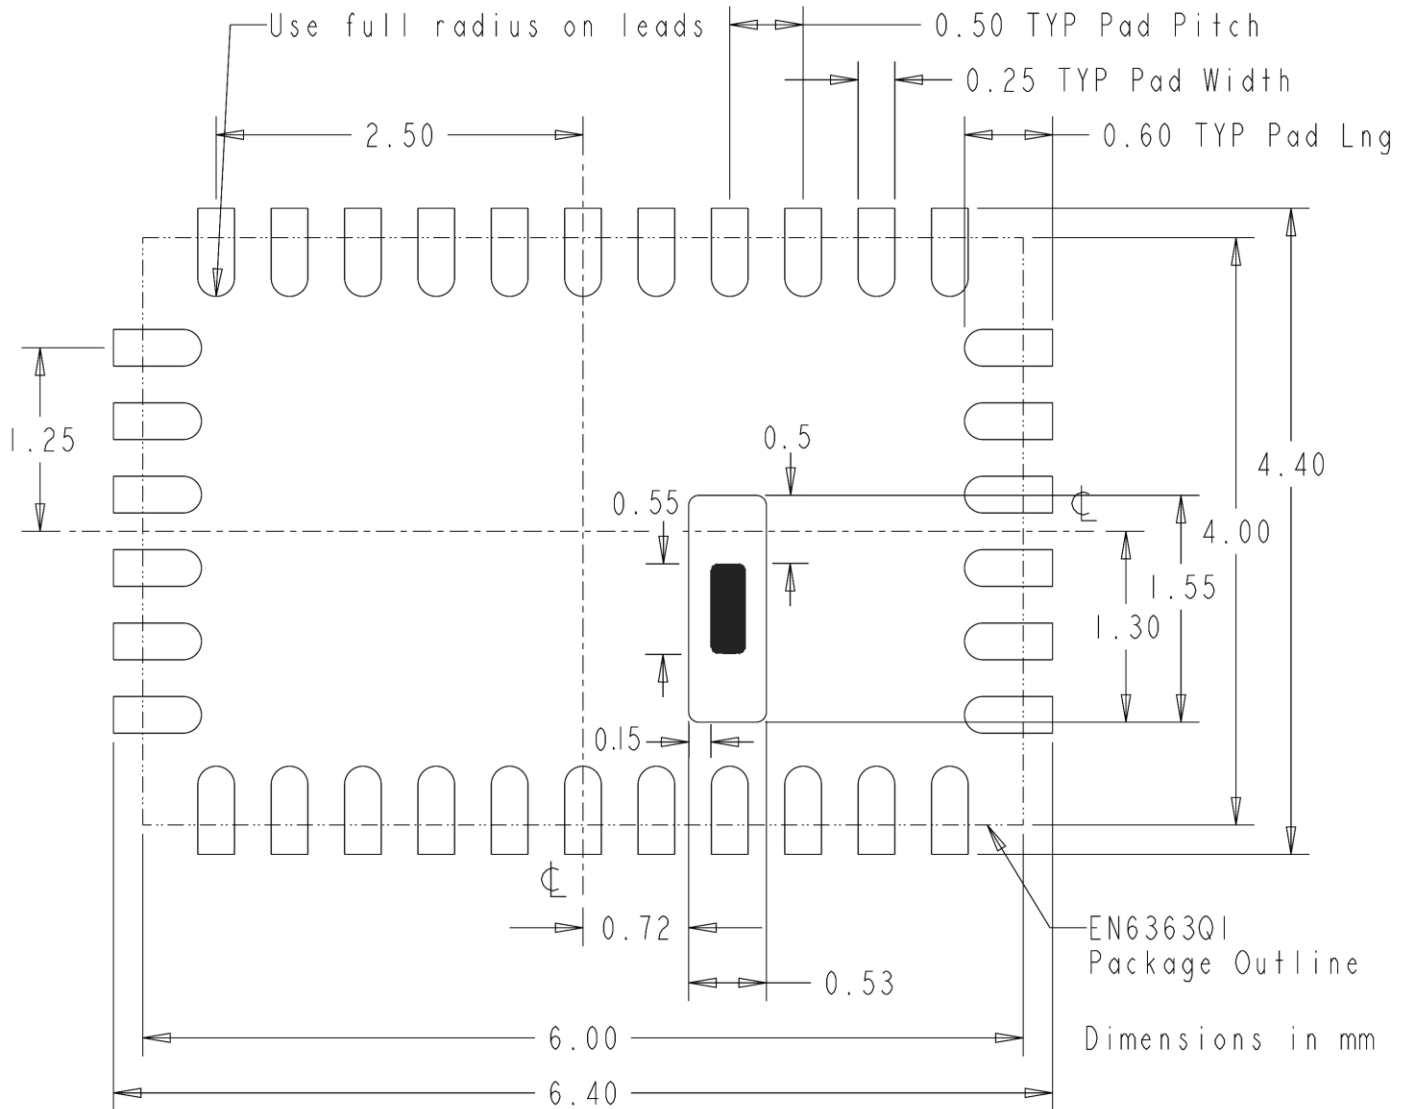 Use full radius on leads
0.50 TYP Pad Pitch
0.25 TYP Pad Width
2.50
0.60 TYP Pad Lng
1.25
0.5
0.55
4.40
℄
4.00
1.55
1.30
0.15
℄
0.72
EN6363QI
Package Outline
0.53
6.00
Dimensions in mm
6.40